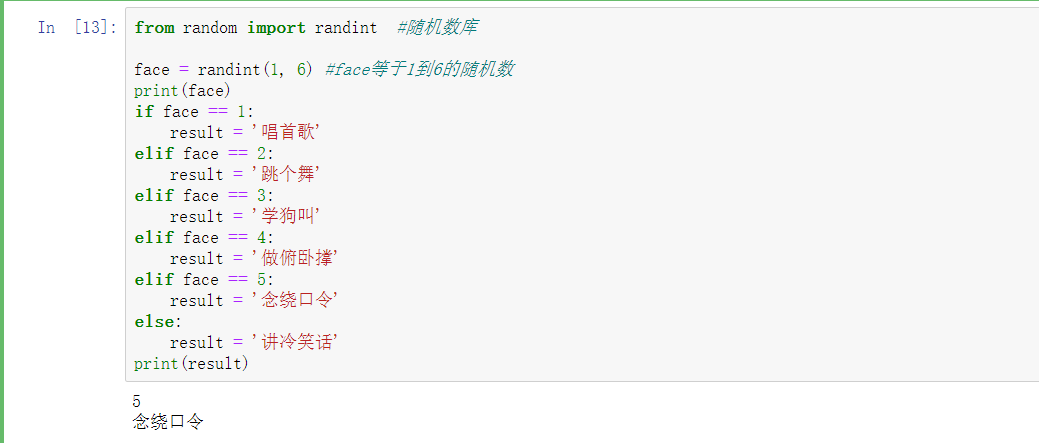 In [13]:
from random import randint  #随机数库
face = randint(1, 6) #face等于1到6的随机数
print(face)
if face == 1:
    result = '唱首歌'
elif face == 2:
    result = '跳个舞'
elif face == 3:
    result = '学狗叫'
elif face == 4:
    result = '做俯卧撑'
elif face == 5:
    result = '念绕口令'
else:
    result = '讲冷笑话'
print(result)
5
念绕口令